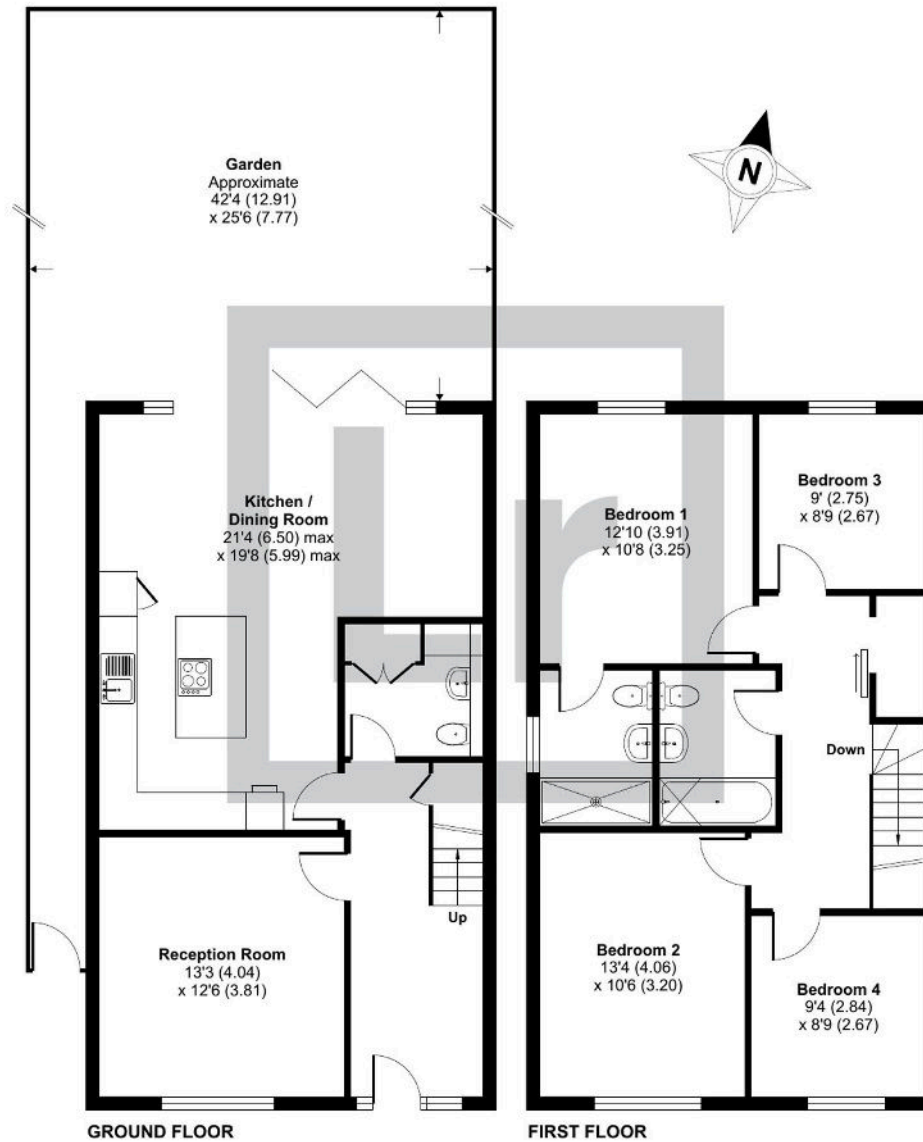 Garden
Approximate
42'4 (12.91)
x 25'6 (7.77)
N
Kitchen /
Dining Room
21'4 (6.50) max
x 19'8 (5.99) max
Reception Room
13'3 (4.04)
x 12'6 (3.81)
Up
GROUND FLOOR
Bedroom 1
12'10 (3.91)
x 10'8 (3.25)
Bedroom 3
9' (2.75)
x 8'9 (2.67)
Down
Bedroom 2
13'4 (4.06)
x 10'6 (3.20)
Bedroom 4
9'4 (2.84)
x 8'9 (2.67)
FIRST FLOOR